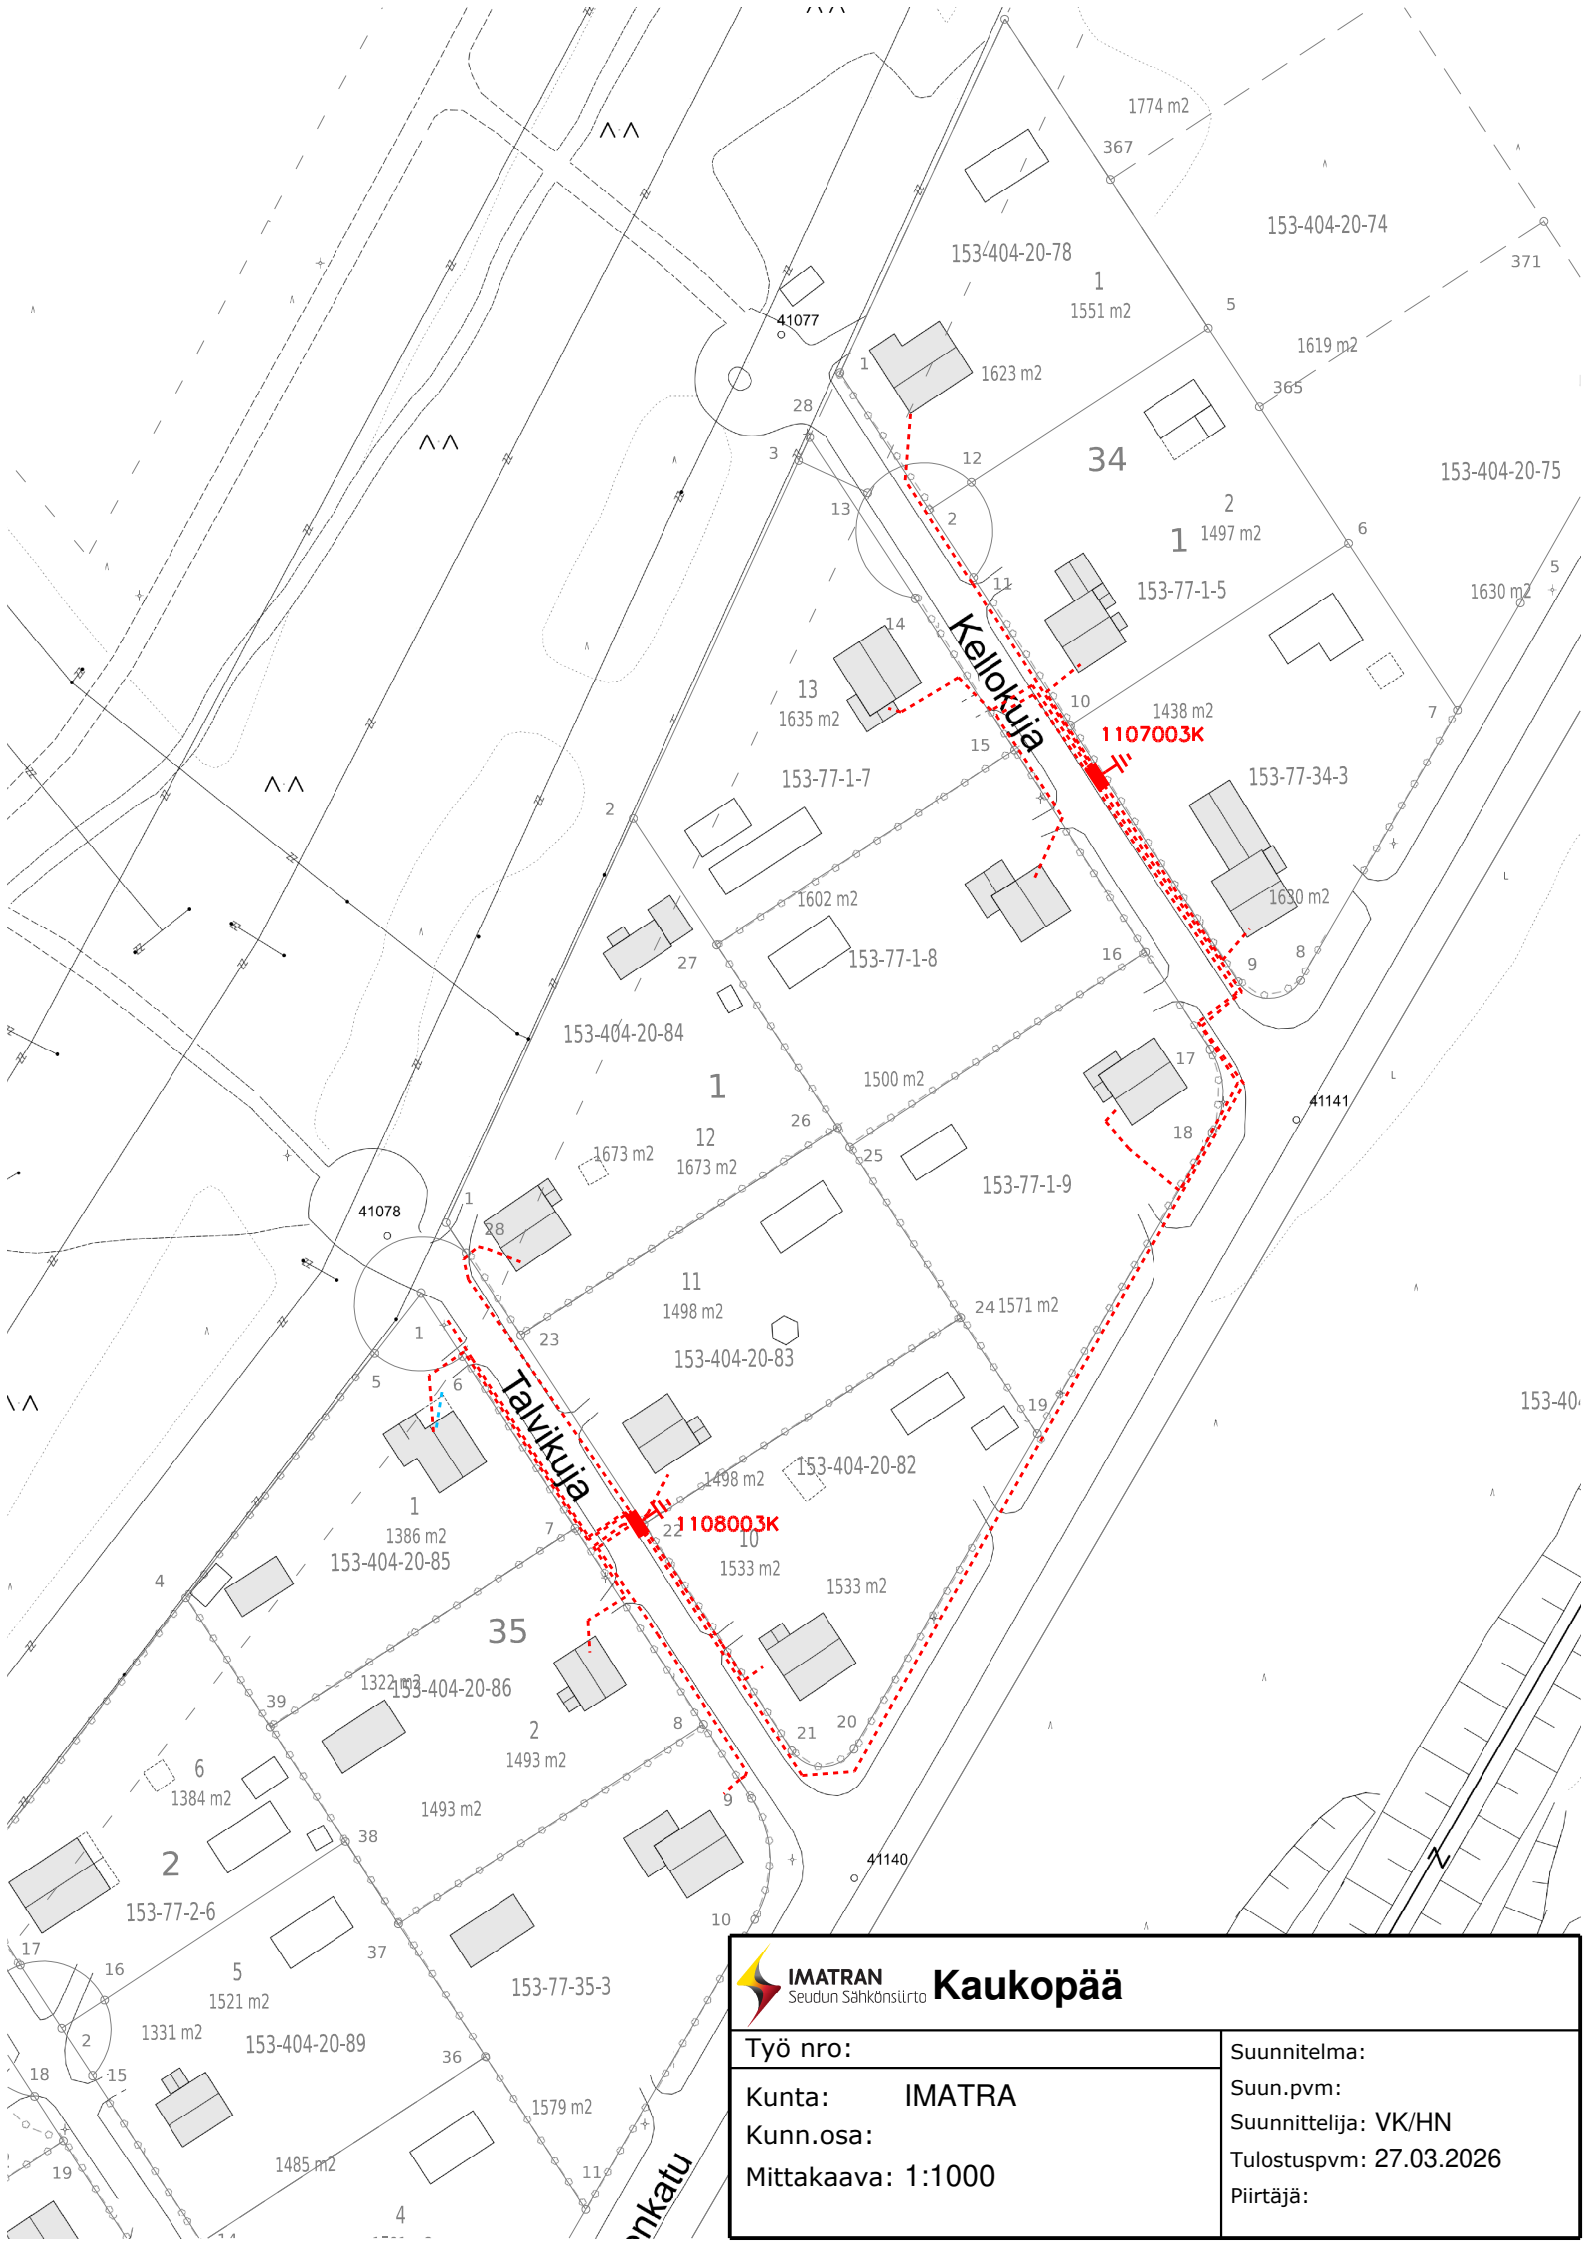 1774 m2
367
153-404-20-74
153-404-20-78
371
1
1551 m2
5
41077
1619 m2
1
1623 m2
365
28
34
3
12
153-404-20-75
13
2
2
1497 m2
1
6
11
153-77-1-5
5
1630 m2
14
Kellokuja
13
1635 m2
10
1438 m2
7
1107003K
15
153-77-1-7
153-77-34-3
2
1602 m2
1630 m2
27
153-77-1-8
16
9
8
153-404-20-84
17
1
1500 m2
41141
26
12
18
1673 m2
1673 m2
25
153-77-1-9
1
41078
28
11
1498 m2
24
1571 m2
1
23
153-404-20-83
5
6
Talvikuja
19
153-40
153-404-20-82
1498 m2
1
1386 m2
7
1108003K
22
10
153-404-20-85
1533 m2
4
1533 m2
35
1322 m2
153-404-20-86
39
2
8
1493 m2
6
1384 m2
9
1493 m2
21
20
38
2
41140
153-77-2-6
10
17
37
16
5
1521 m2
153-77-35-3
1331 m2
2
153-404-20-89
36
15
18
1579 m2
19
1485 m2
11
4
14
nkatu
Z
IMATRAN
Seudun Sähkönsiirto
Kaukopää
Työ nro:
Kunta: IMATRA
Kunn.osa:
Mittakaava: 1:1000
Suunnitelma:
Suun.pvm:
Suunnittelija: VK/HN
Tulostuspvm: 27.03.2026
Piirtäjä: